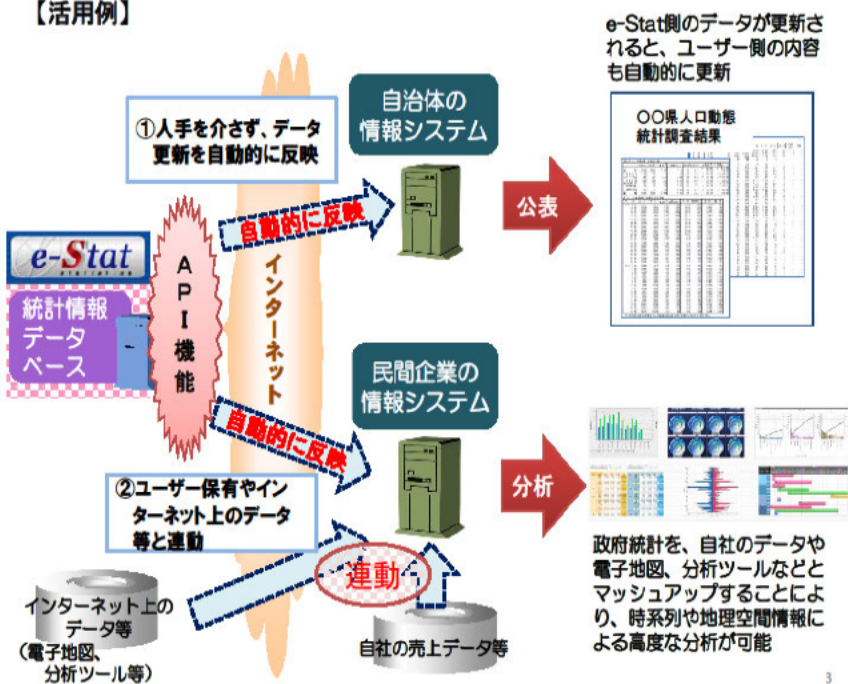 【活用例】
e-Stat側のデータが更新さ
れると、ユーザー側の内容
も自動的に更新
①人手を介さず、データ
更新を自動的に反映
自治体の
情報システム
〇〇県人口動態
統計調査結果
自動的に反映
公表
e-Stat
統計情報
データ
ベース
API機能
インターネット
民間企業の
情報システム
自動的に反映
分析
②ユーザー保有やイン
ターネット上のデータ
等と連動
連動
インターネット上の
データ等
（電子地図、
分析ツール等）
自社の売上データ等
政府統計を、自社のデータや
電子地図、分析ツールなどと
マッシュアップすることによ
り、時系列や地理空間情報に
よる高度な分析が可能
3